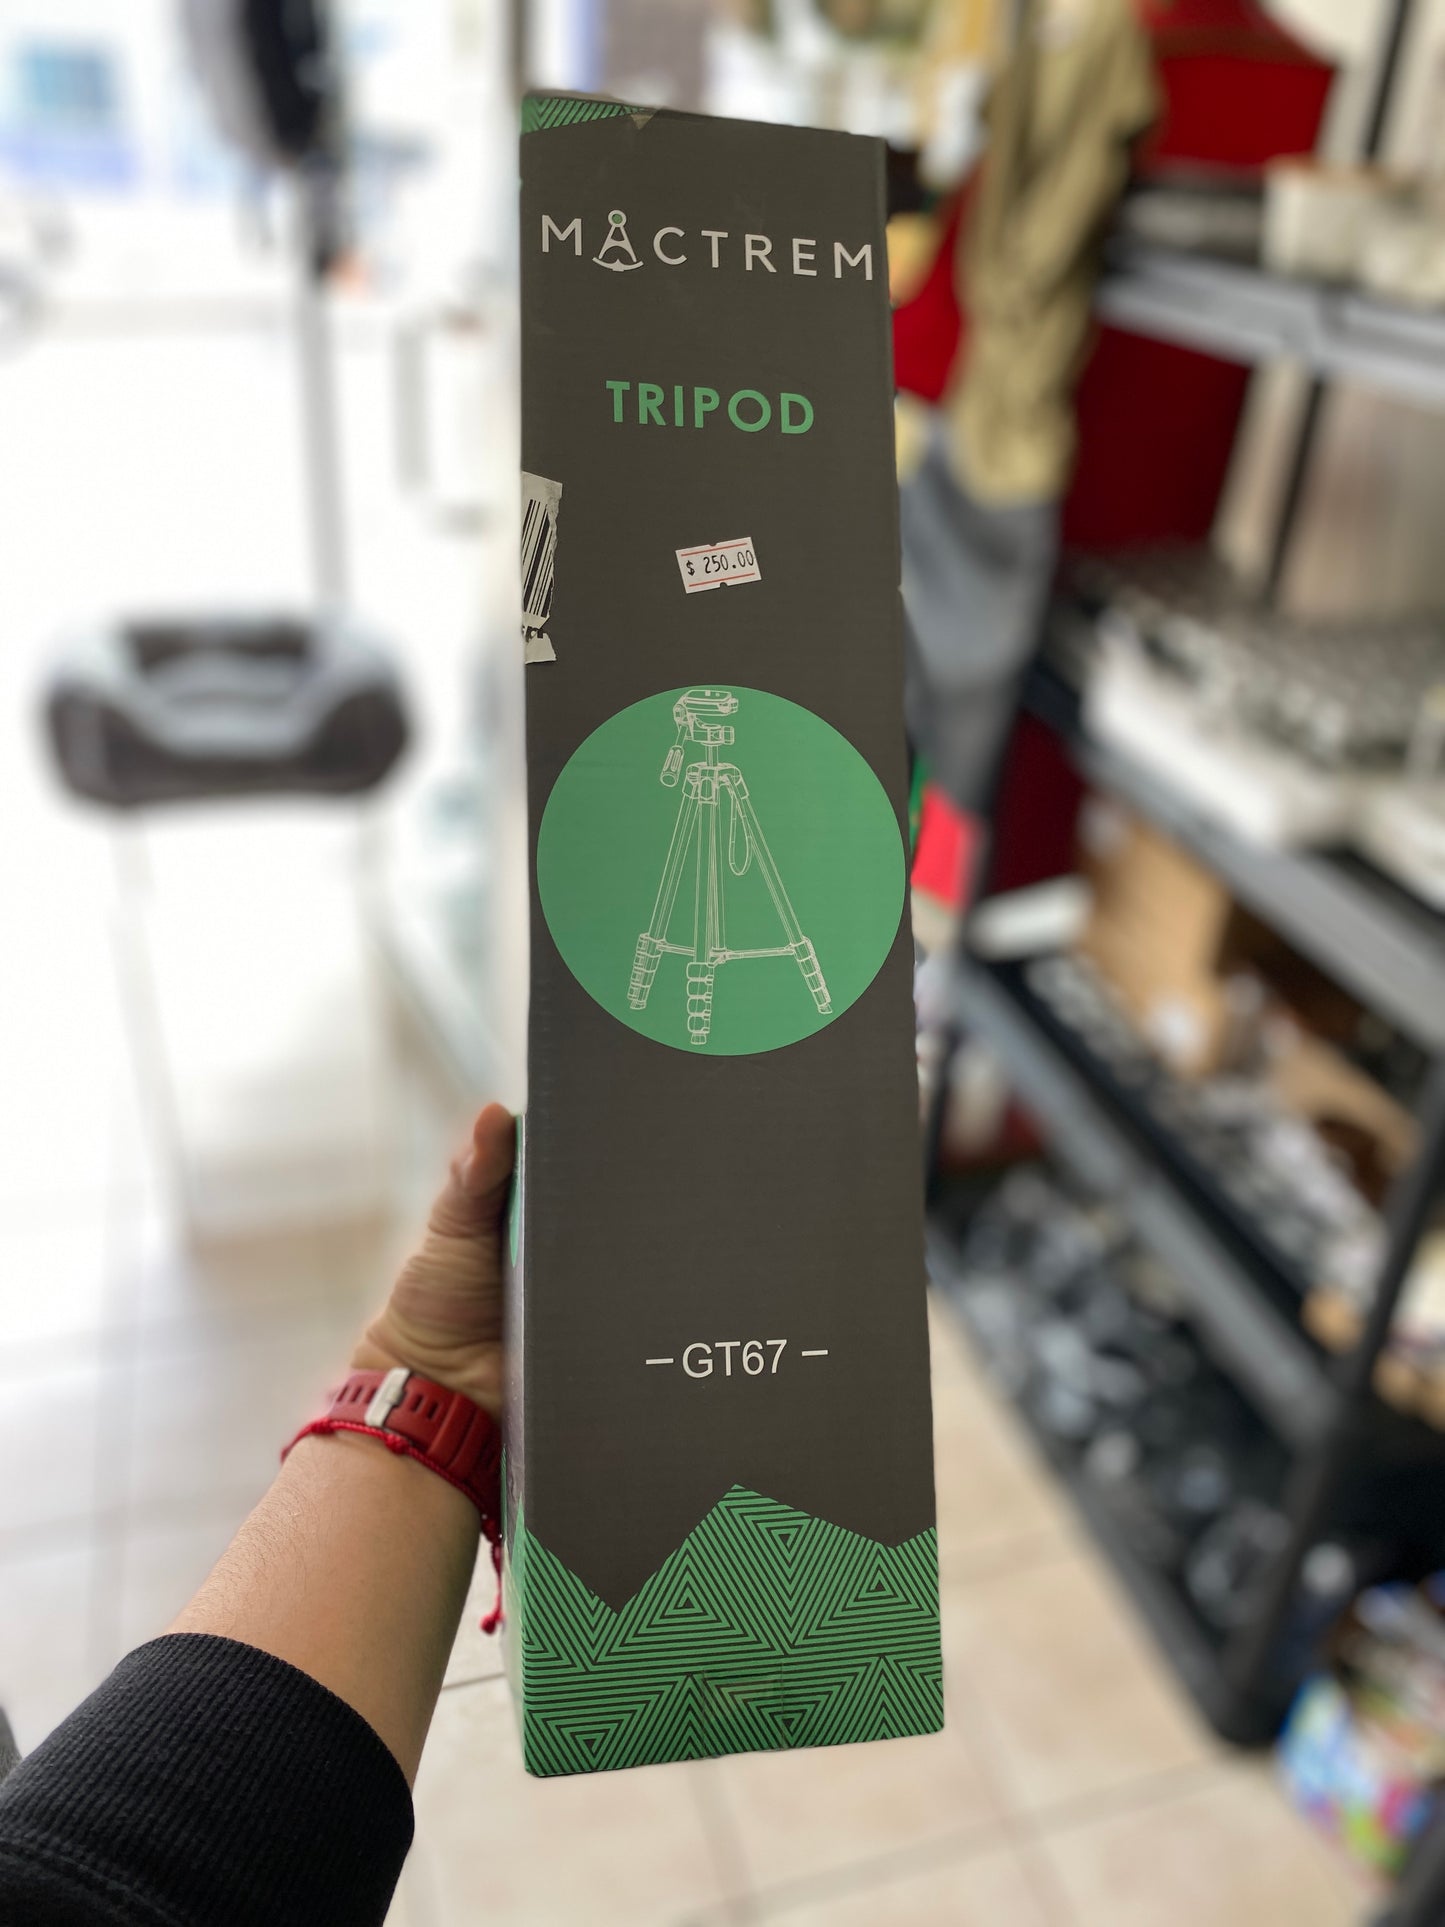 MACTREM
TRIPOD
$ 250.00
–GT67–